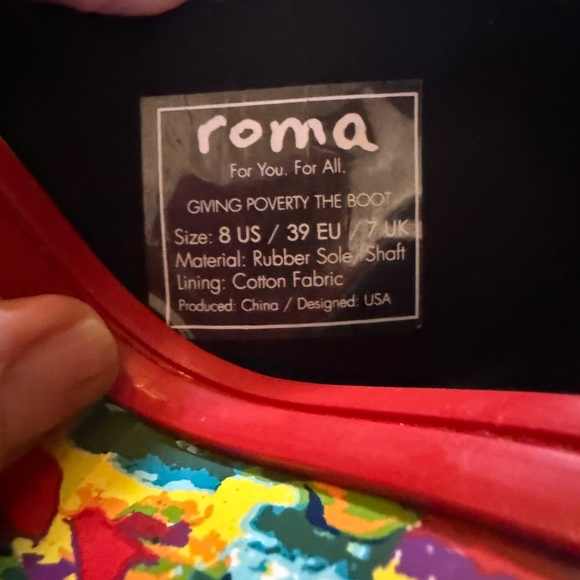 roma
For You. For All.
GIVING POVERTY THE BOOT
Size: 8 US / 39 EU / 7 UK
Material: Rubber Sole/Shaft
Lining: Cotton Fabric
Produced: China / Designed: USA